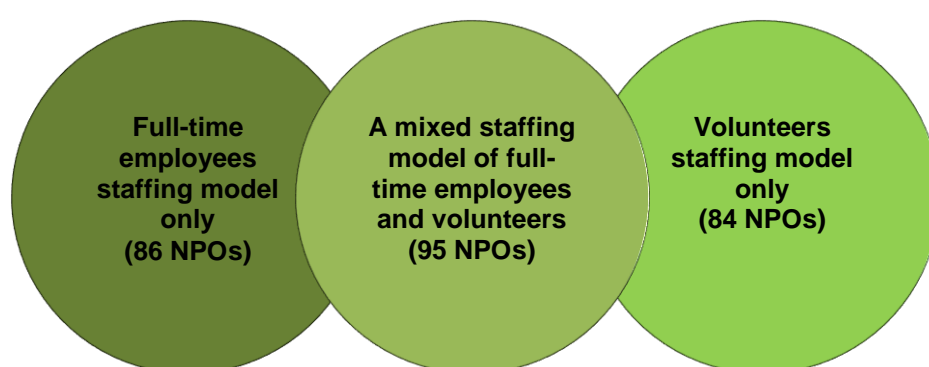 Full-time
employees
staffing model
only
(86 NPOs)
A mixed staffing
model of full-
time employees
and volunteers
(95 NPOs)
Volunteers
staffing model
only
(84 NPOs)